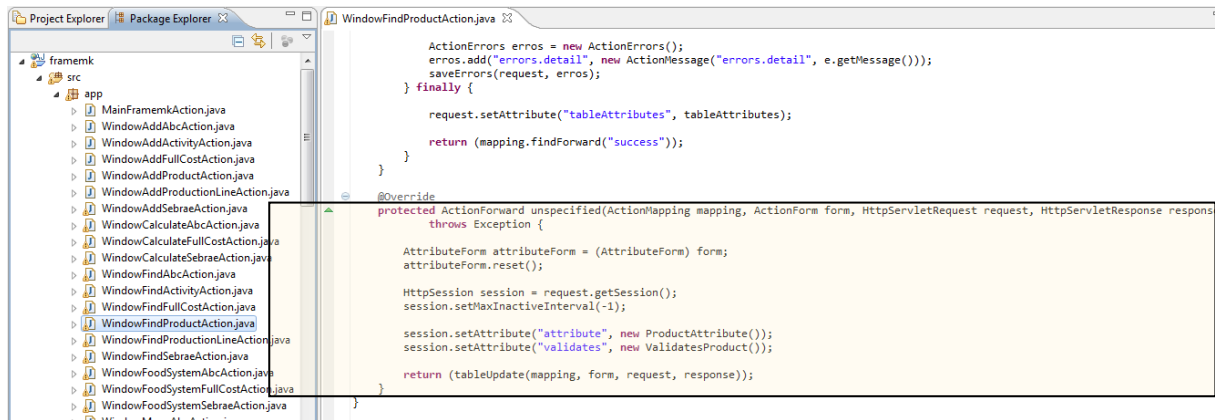 Project Explorer
Package Explorer
framemk
src
app
MainFramemkAction.java
WindowAddAbcAction.java
WindowAddActivityAction.java
WindowAddFullCostAction.java
WindowAddProductAction.java
WindowAddProductionLineAction.java
WindowAddSebraeAction.java
WindowCalculateAbcAction.java
WindowCalculateFullCostAction.java
WindowCalculateSebraeAction.java
WindowFindAbcAction.java
WindowFindActivityAction.java
WindowFindFullCostAction.java
WindowFindProductAction.java
WindowFindProductionLineAction.java
WindowFindSebraeAction.java
WindowFoodSystemAbcAction.java
WindowFoodSystemFullCostAction.java
WindowFoodSystemSebraeAction.java
WindowFindProductAction.java
ActionErrors erros = new ActionErrors();
erros.add("errors.detail", new ActionMessage("errors.detail", e.getMessage()));
saveErrors(request, erros);
} finally {
request.setAttribute("tableAttributes", tableAttributes);
return (mapping.findForward("success"));
}
}
@Override
protected ActionForward unspecified(ActionMapping mapping, ActionForm form, HttpServletRequest request, HttpServletResponse response
throws Exception {
AttributeForm attributeForm = (AttributeForm) form;
attributeForm.reset();
HttpSession session = request.getSession();
session.setMaxInactiveInterval(-1);
session.setAttribute("attribute", new ProductAttribute());
session.setAttribute("validates", new ValidatesProduct());
return (tableUpdate(mapping, form, request, response));
}
}